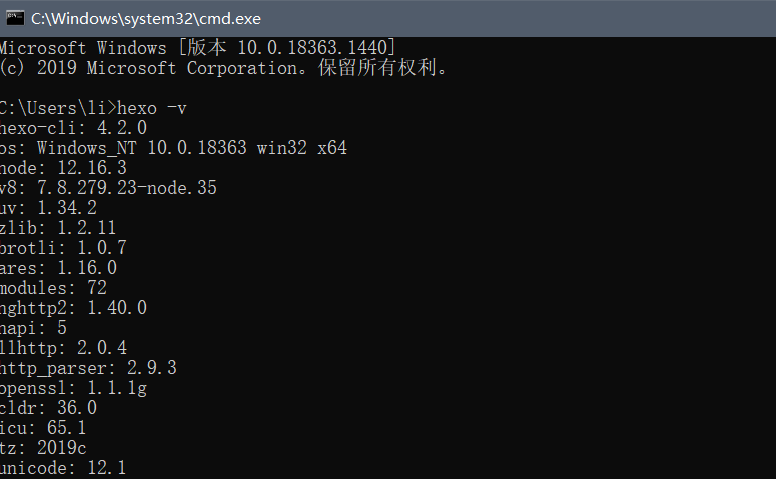 C:\Windows\system32\cmd.exe
Microsoft Windows [版本 10.0.18363.1440]
(c) 2019 Microsoft Corporation。保留所有权利。
C:\Users\li>hexo -v
hexo-cli: 4.2.0
os: Windows_NT 10.0.18363 win32 x64
node: 12.16.3
v8: 7.8.279.23-node.35
uv: 1.34.2
zlib: 1.2.11
brotli: 1.0.7
ares: 1.16.0
modules: 72
nghttp2: 1.40.0
napi: 5
llhttp: 2.0.4
http_parser: 2.9.3
openssl: 1.1.1g
cldr: 36.0
icu: 65.1
tz: 2019c
unicode: 12.1